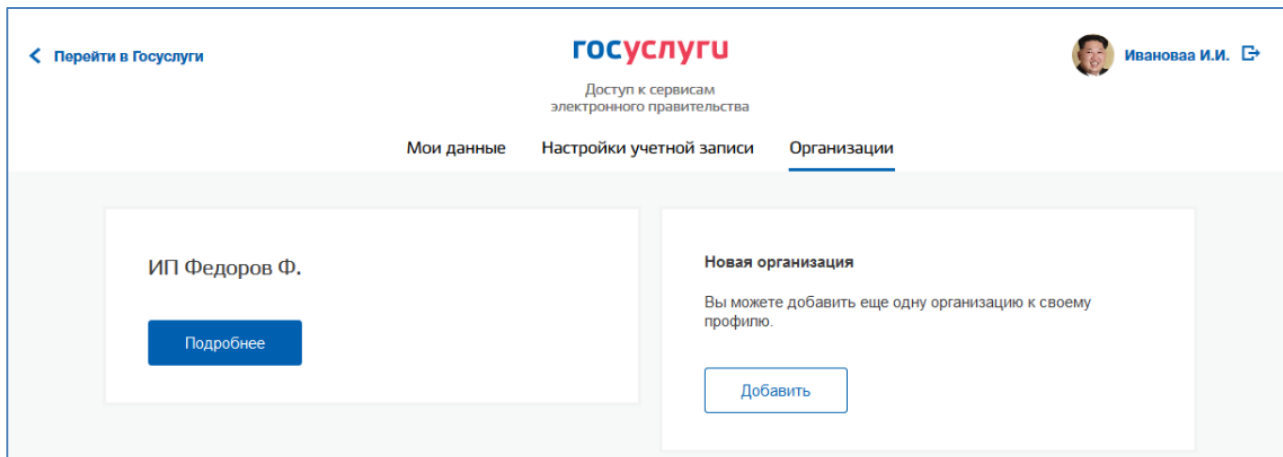 Перейти в Госуслуги
госуслуги
Ивановаа И.И.
Доступ к сервисам
электронного правительства
Мои данные Настройки учетной записи Организации
ИП Федоров Ф.
Подробнее
Новая организация
Вы можете добавить еще одну организацию к своему
профилю.
Добавить